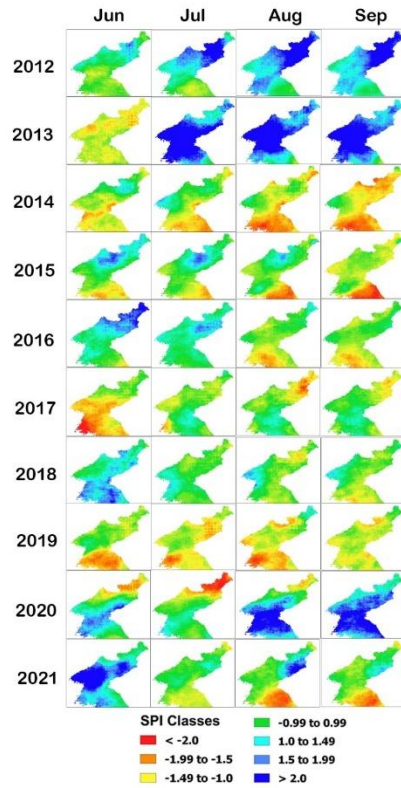 Jun Jul Aug Sep
2012
2013
2014
2015
2016
2017
2018
2019
2020
2021
SPI Classes
< -2.0
-1.99 to -1.5
-1.49 to -1.0
-0.99 to 0.99
1.0 to 1.49
1.5 to 1.99
> 2.0